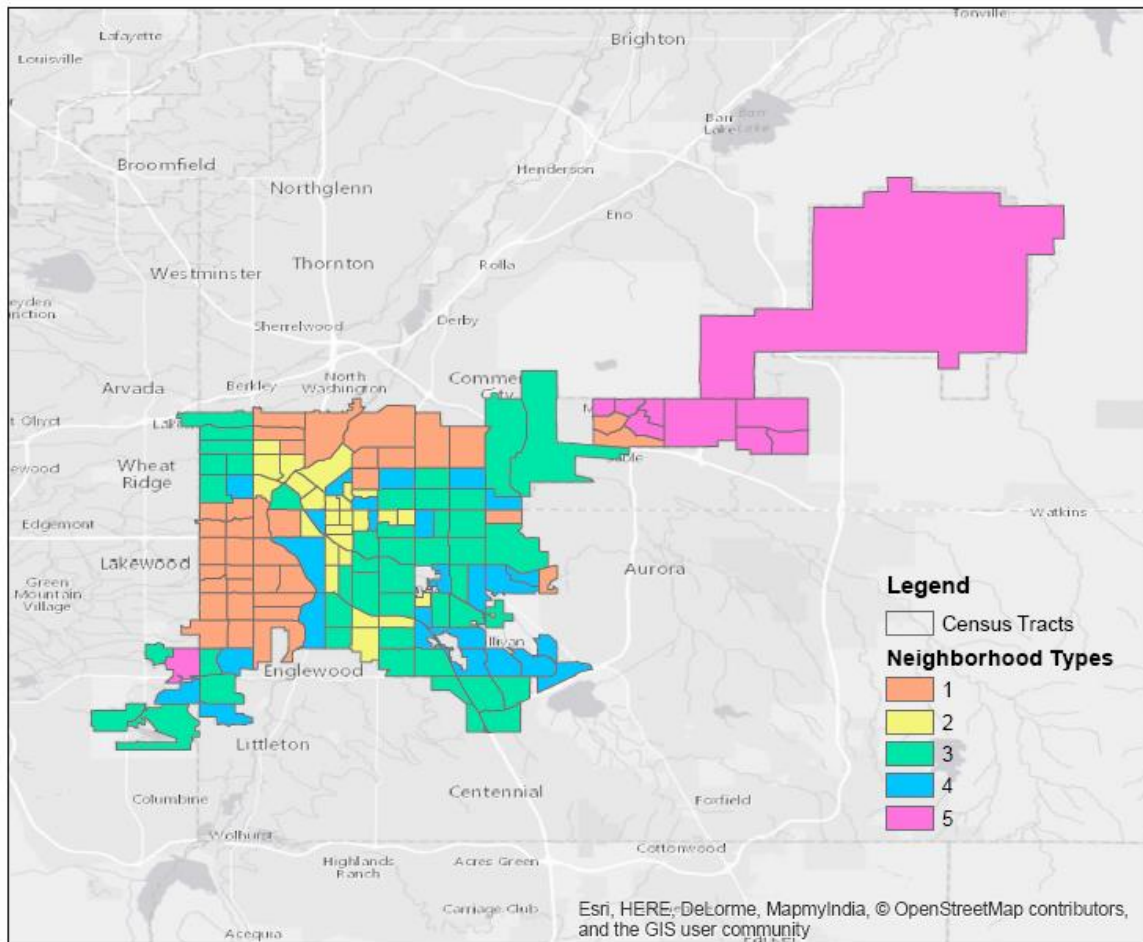 Tonville
Lafayette
Brighton
Louisville
Barr
Lake
Broomfield
Henderson
Northglenn
Eno
Thornton
Westminster
Rolla
Derby
Sherrelwood
North
Washington
Berkley
Arvada
Wheat
Ridge
Edgemont
Watkins
Lakewood
Aurora
Green
Mountain
Village
Englewood
Littleton
Centennial
Columbine
Foxfield
Wolhurst
Cottonwood
Highlands
Ranch
Acres Green
Carriage Club
Acequia
Legend
Census Tracts
Neighborhood Types
1
2
3
4
5
Esri, HERE, DeLorme, MapmyIndia, © OpenStreetMap contributors,
and the GIS user community